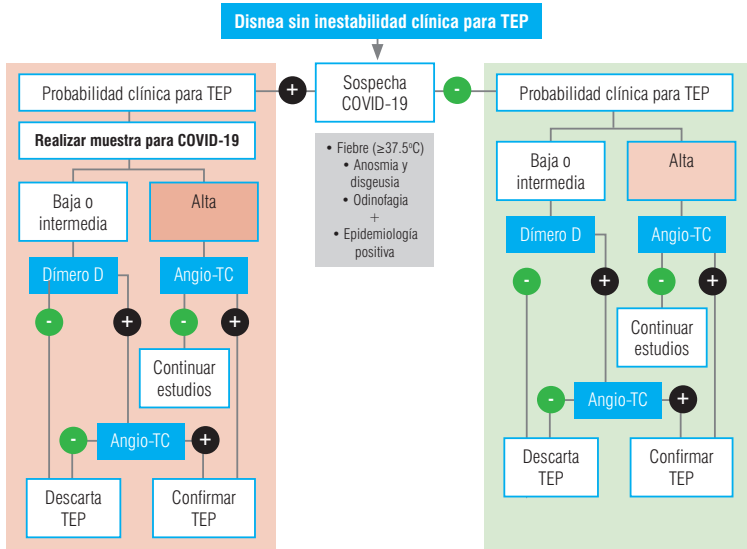 Disnea sin inestabilidad clínica para TEP
Probabilidad clínica para TEP
+
Sospecha
COVID-19
-
Probabilidad clínica para TEP
Realizar muestra para COVID-19
• Fiebre (≥37.5ºC)
• Anosmia y
disgeusia
• Odinofagia
+
• Epidemiología
positiva
Baja o
intermedia
Alta
Dímero D
Angio-TC
-
+
-
+
Continuar
estudios
-
Angio-TC
+
Descarta
TEP
Confirmar
TEP
Baja o
intermedia
Alta
Dímero D
Angio-TC
-
+
-
+
Continuar
estudios
-
Angio-TC
+
Descarta
TEP
Confirmar
TEP